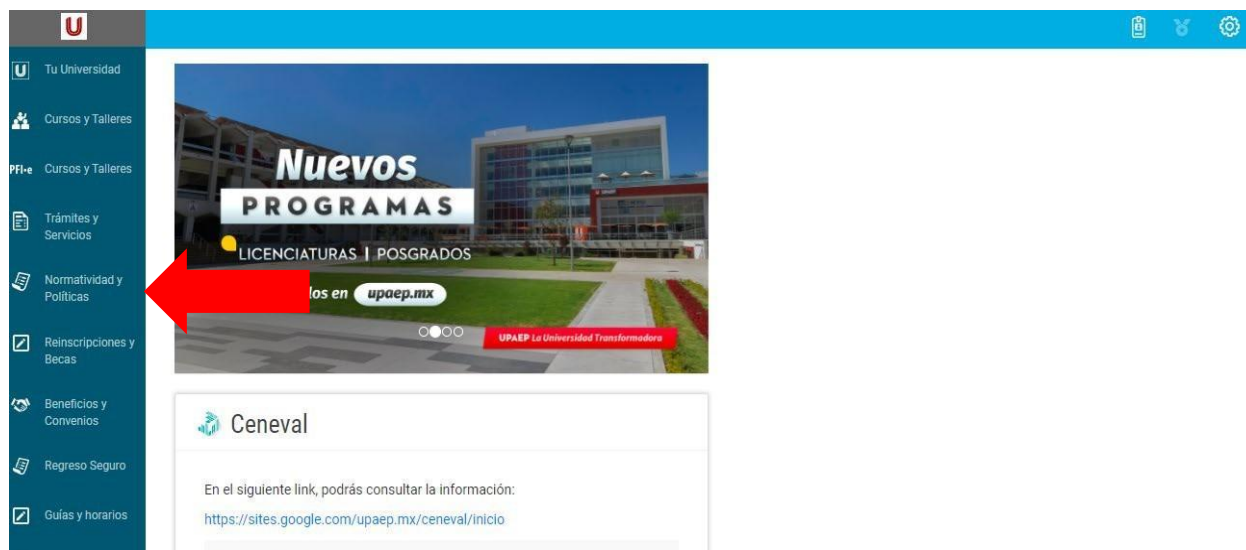 U
U Tu Universidad
Cursos y Talleres
PFI-e Cursos y Talleres
Trámites y
Servicios
Normatividad y
Políticas
Reinscripciones y
Becas
Beneficios y
Convenios
Regreso Seguro
Guías y horarios
Nuevos
PROGRAMAS
LICENCIATURAS | POSGRADOS
los en upaep.mx
UPAEP La Universidad Transformadora
Ceneval
En el siguiente link, podrás consultar la información:
https://sites.google.com/upaep.mx/ceneval/inicio